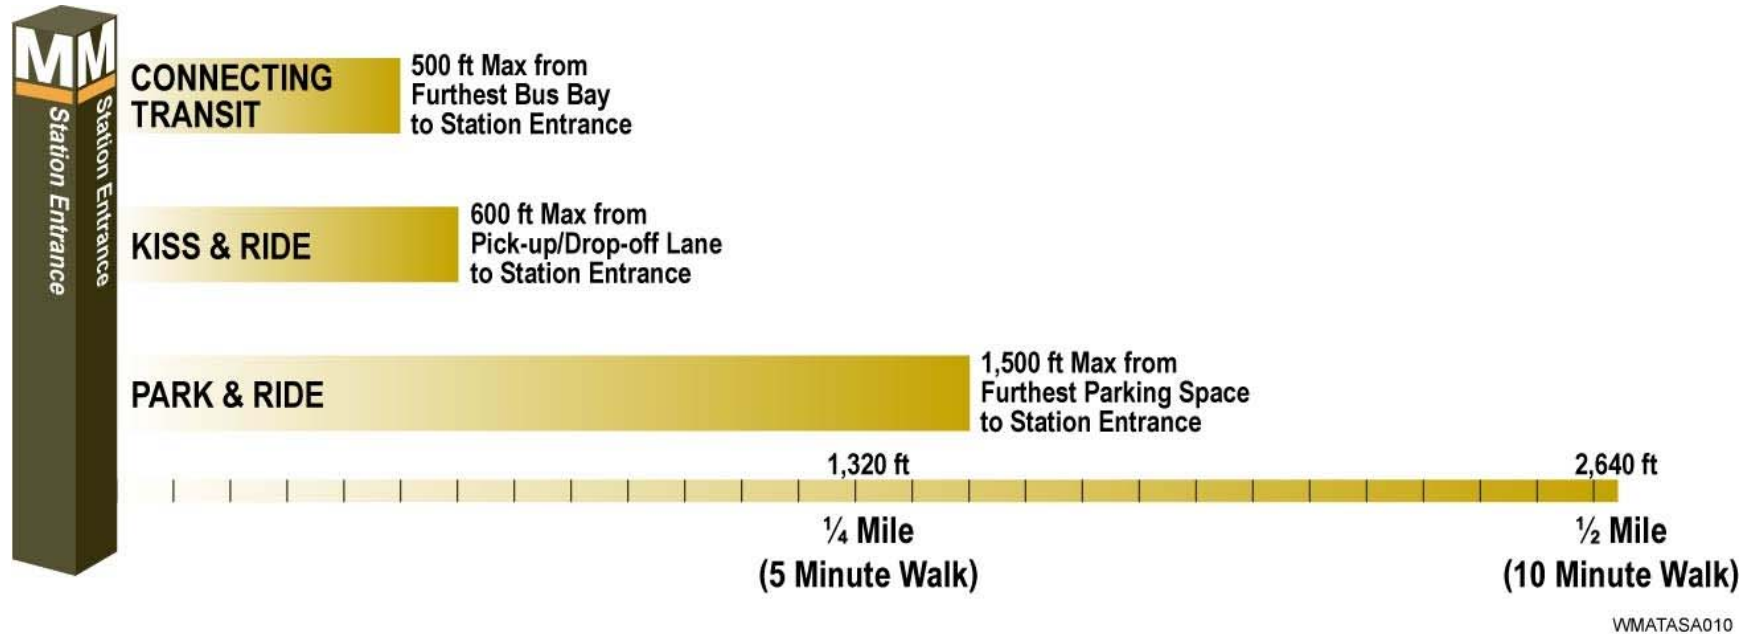 M M
Station Entrance
Station Entrance
CONNECTING
TRANSIT
500 ft Max from
Furthest Bus Bay
to Station Entrance
KISS & RIDE
600 ft Max from
Pick-up/Drop-off Lane
to Station Entrance
PARK & RIDE
1,500 ft Max from
Furthest Parking Space
to Station Entrance
1,320 ft
2,640 ft
¼ Mile
(5 Minute Walk)
½ Mile
(10 Minute Walk)
WMATASA010